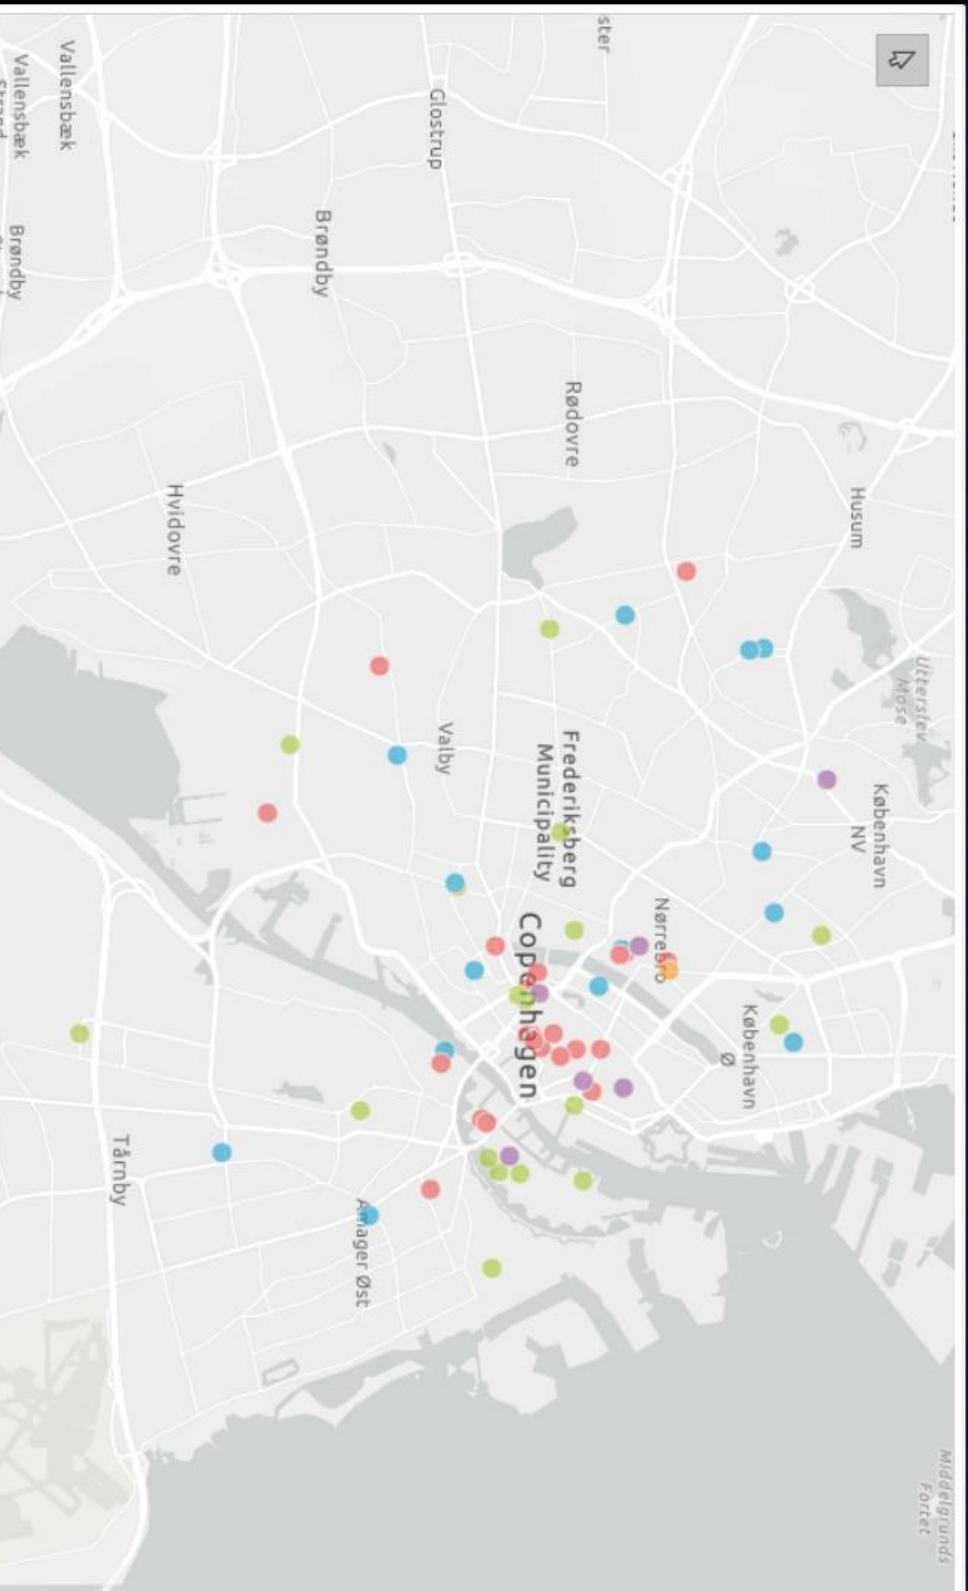 Middelgrunds
Fortet
Utterslev
Mose
København
NV
Husum
København
Ø
Nørrebro
ster
Rødovre
Frederiksberg
Municipality
Copenhagen
Valby
Glostrup
Amager Øst
Brøndby
Hvidovre
Tårnby
Vallensbæk
Vallensbæk
Brøndby